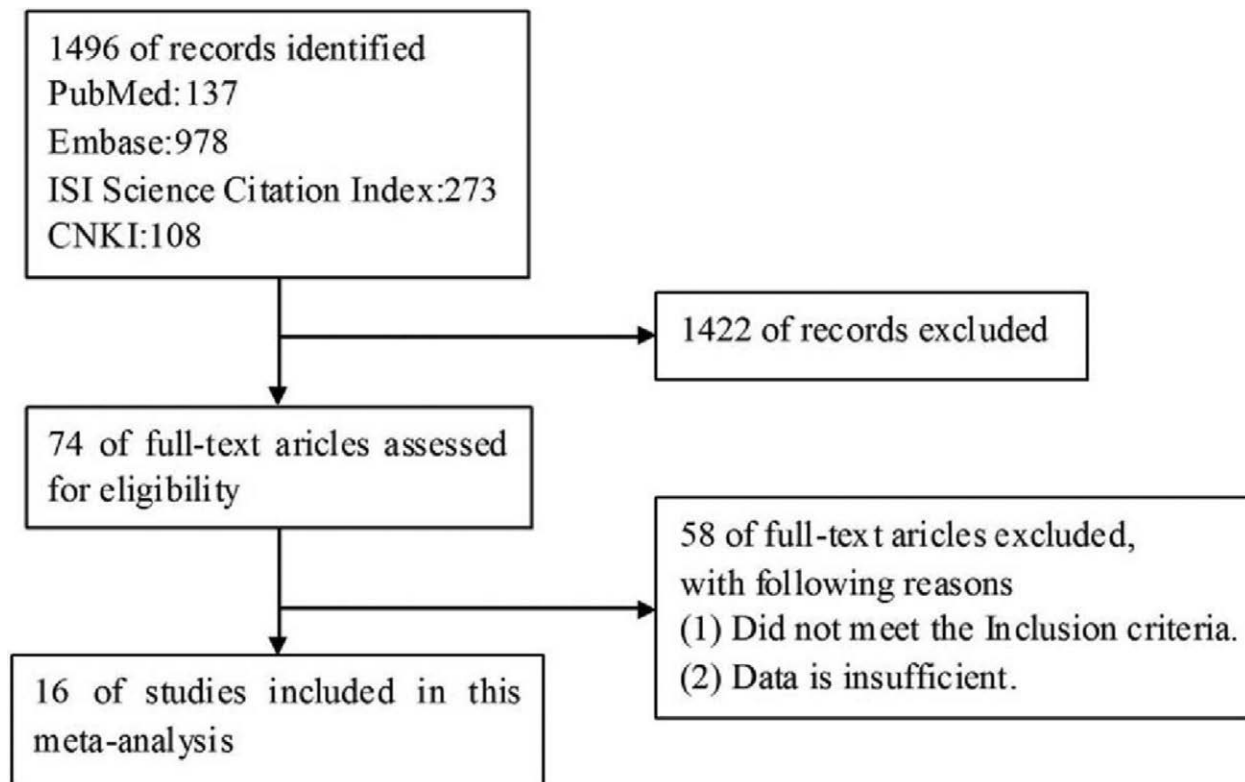 1496 of records identified
PubMed:137
Embase:978
ISI Science Citation Index:273
CNKI:108
1422 of records excluded
74 of full-text aricles assessed
for eligibility
58 of full-text aricles excluded,
with following reasons
(1) Did not meet the Inclusion criteria.
(2) Data is insufficient.
16 of studies included in this
meta-analysis